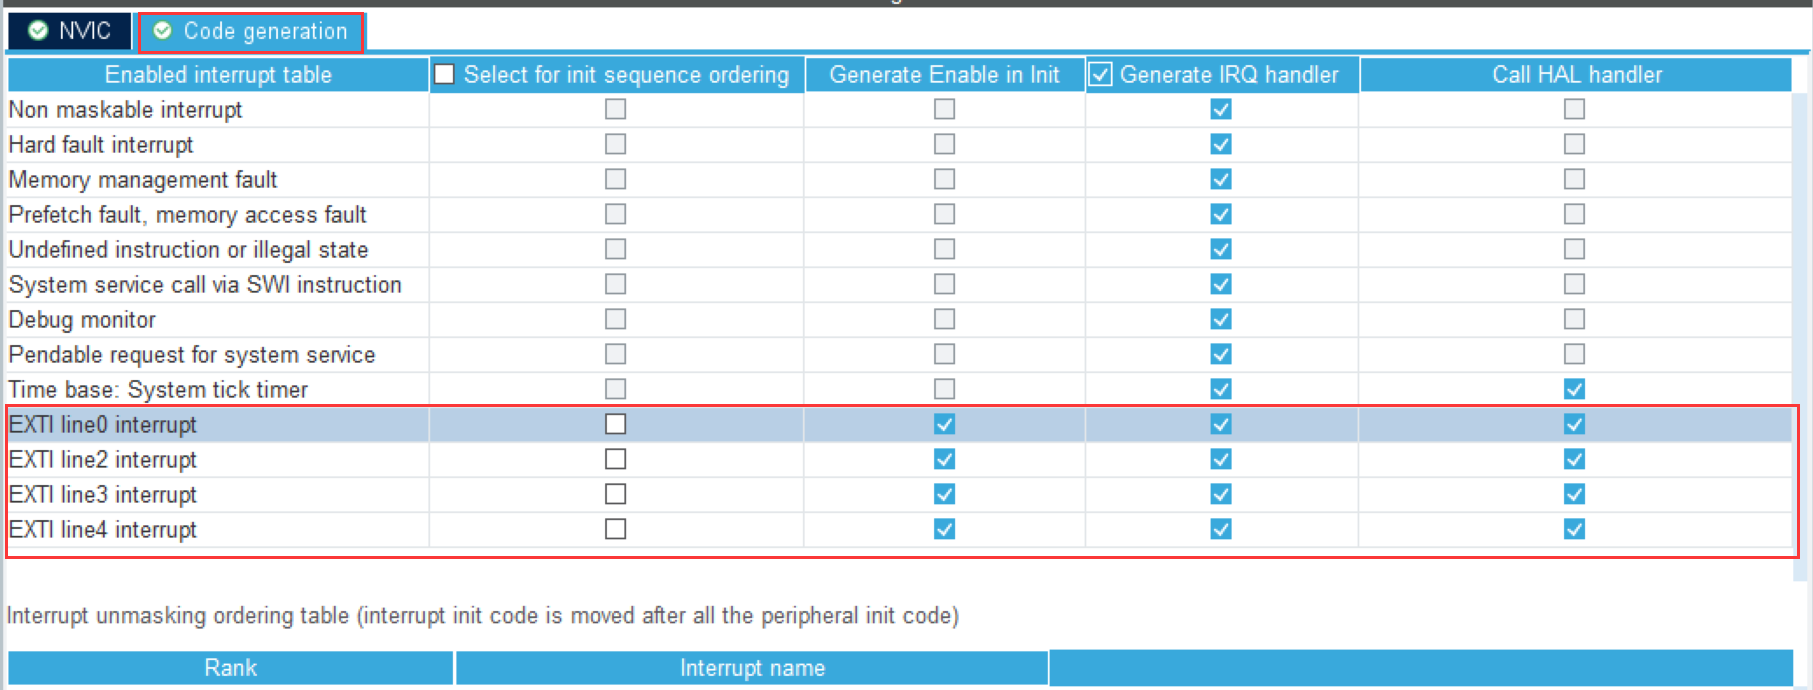 NVIC Code generation
Enabled interrupt table Select for init sequence ordering Generate Enable in Init Generate IRQ handler Call HAL handler
Non maskable interrupt
Hard fault interrupt
Memory management fault
Prefetch fault, memory access fault
Undefined instruction or illegal state
System service call via SWI instruction
Debug monitor
Pendable request for system service
Time base: System tick timer
EXTI line0 interrupt
EXTI line2 interrupt
EXTI line3 interrupt
EXTI line4 interrupt
Interrupt unmasking ordering table (interrupt init code is moved after all the peripheral init code)
Rank Interrupt name